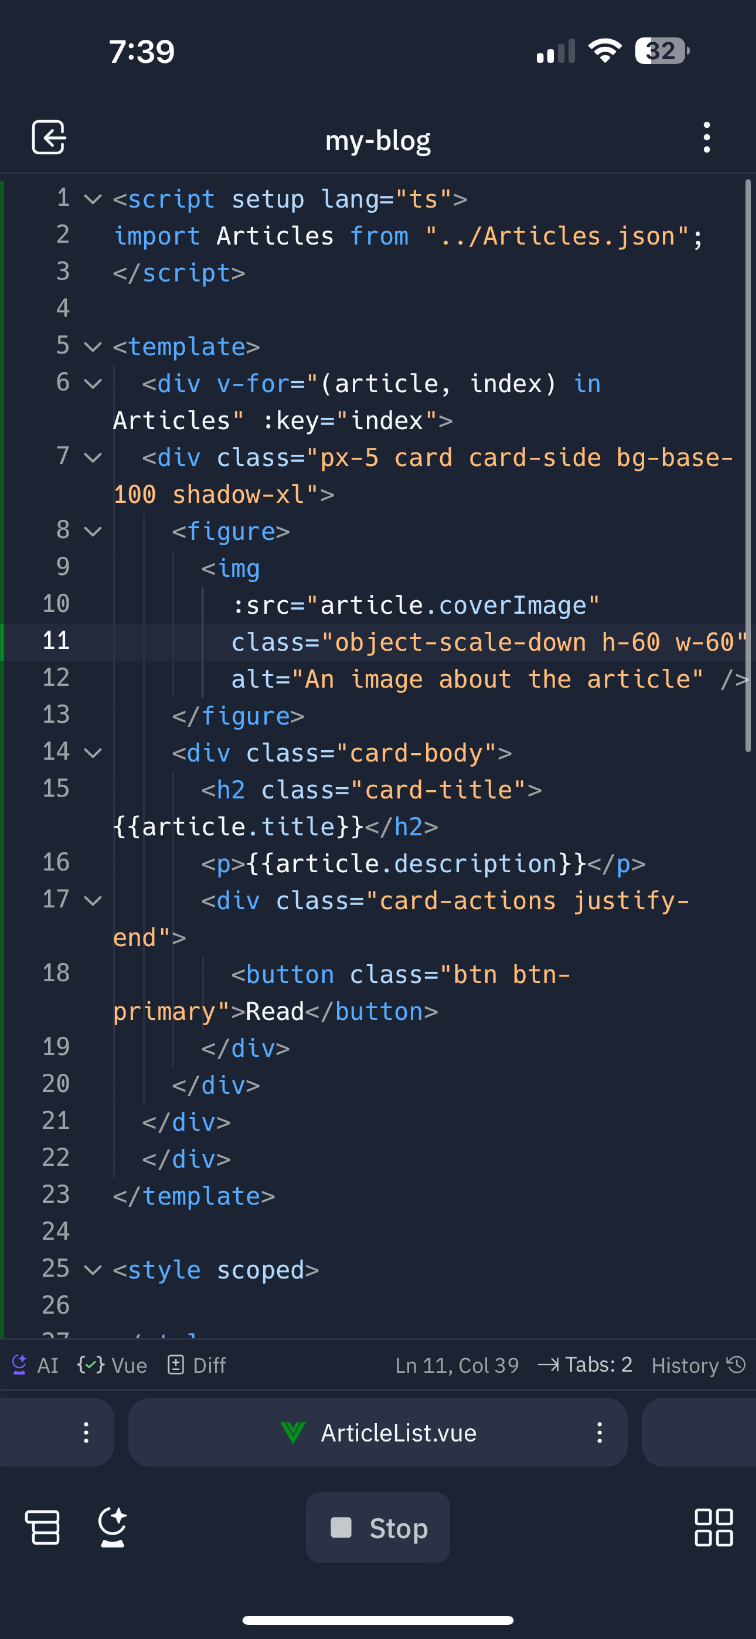 7:39
32
my-blog
1 <script setup lang="ts">
2 import Articles from "../Articles.json";
3 </script>
4
5 <template>
6   <div v-for="(article, index) in
Articles" :key="index">
7   <div class="px-5 card card-side bg-base-
100 shadow-xl">
8     <figure>
9       <img
10         :src="article.coverImage"
11         class="object-scale-down h-60 w-60"
12         alt="An image about the article" />
13     </figure>
14     <div class="card-body">
15       <h2 class="card-title">
{{article.title}}</h2>
16       <p>{{article.description}}</p>
17       <div class="card-actions justify-
end">
18         <button class="btn btn-
primary">Read</button>
19       </div>
20     </div>
21   </div>
22   </div>
23 </template>
24
25 <style scoped>
26
AI {✓} Vue Diff Ln 11, Col 39 Tabs: 2 History
ArticleList.vue
Stop